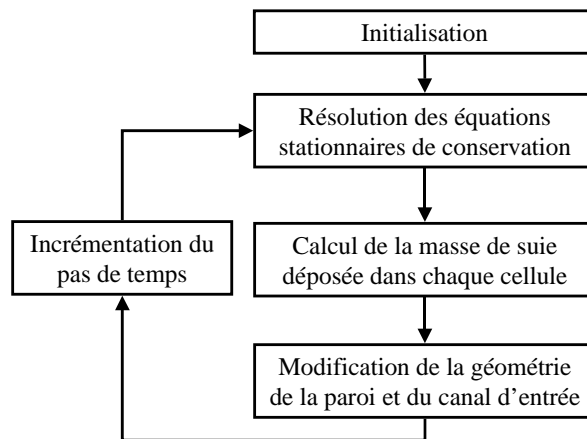 Initialisation
Résolution des équations
stationnaires de conservation
Incrémentation du
pas de temps
Calcul de la masse de suie
déposée dans chaque cellule
Modification de la géométrie
de la paroi et du canal d’entrée